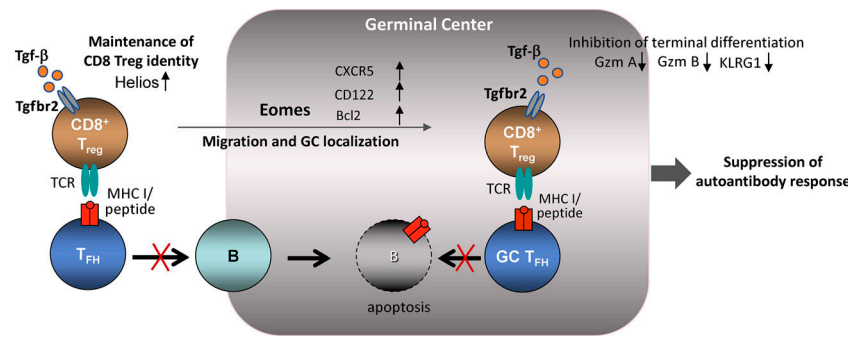 Germinal Center
Tgf-β
Maintenance of
CD8 Treg identity
Helios
Tgfbr2
CD8+
Treg
TCR
MHC I/
peptide
TFH
B
CXCR5
CD122
Bcl2
Eomes
Migration and GC localization
B
apoptosis
Tgf-β
Tgfbr2
CD8+
Treg
TCR
MHC I/
peptide
GC TFH
Inhibition of terminal differentiation
Gzm A Gzm B KLRG1
Suppression of
autoantibody response